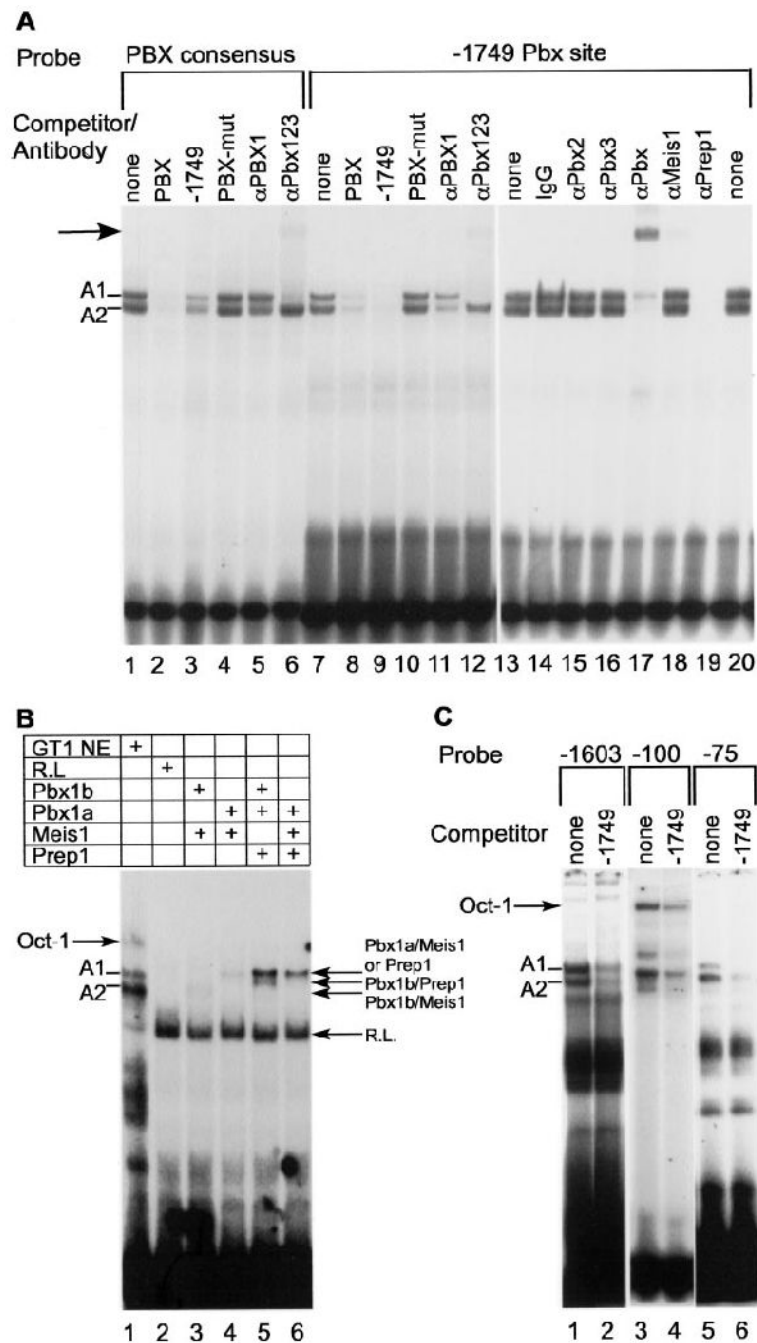 A
Probe PBX consensus -1749 Pbx site
Competitor/
Antibody
none PBX -1749 PBX-mut αPBX1 αPbx123 none PBX -1749 PBX-mut αPBX1 αPbx123 none IgG αPbx2 αPbx3 αPbx αMeis1 αPrep1 none
A1
A2
1 2 3 4 5 6 7 8 9 10 11 12 13 14 15 16 17 18 19 20
B
GT1 NE +
R.L +
Pbx1b + +
Pbx1a + + +
Meis1 + + +
Prep1 + +
Oct-1
A1
A2
Pbx1a/Meis1
or Prep1
Pbx1b/Prep1
Pbx1b/Meis1
R.L.
1 2 3 4 5 6
C
Probe -1603 -100 -75
Competitor none -1749 none -1749 none -1749
Oct-1
A1
A2
1 2 3 4 5 6